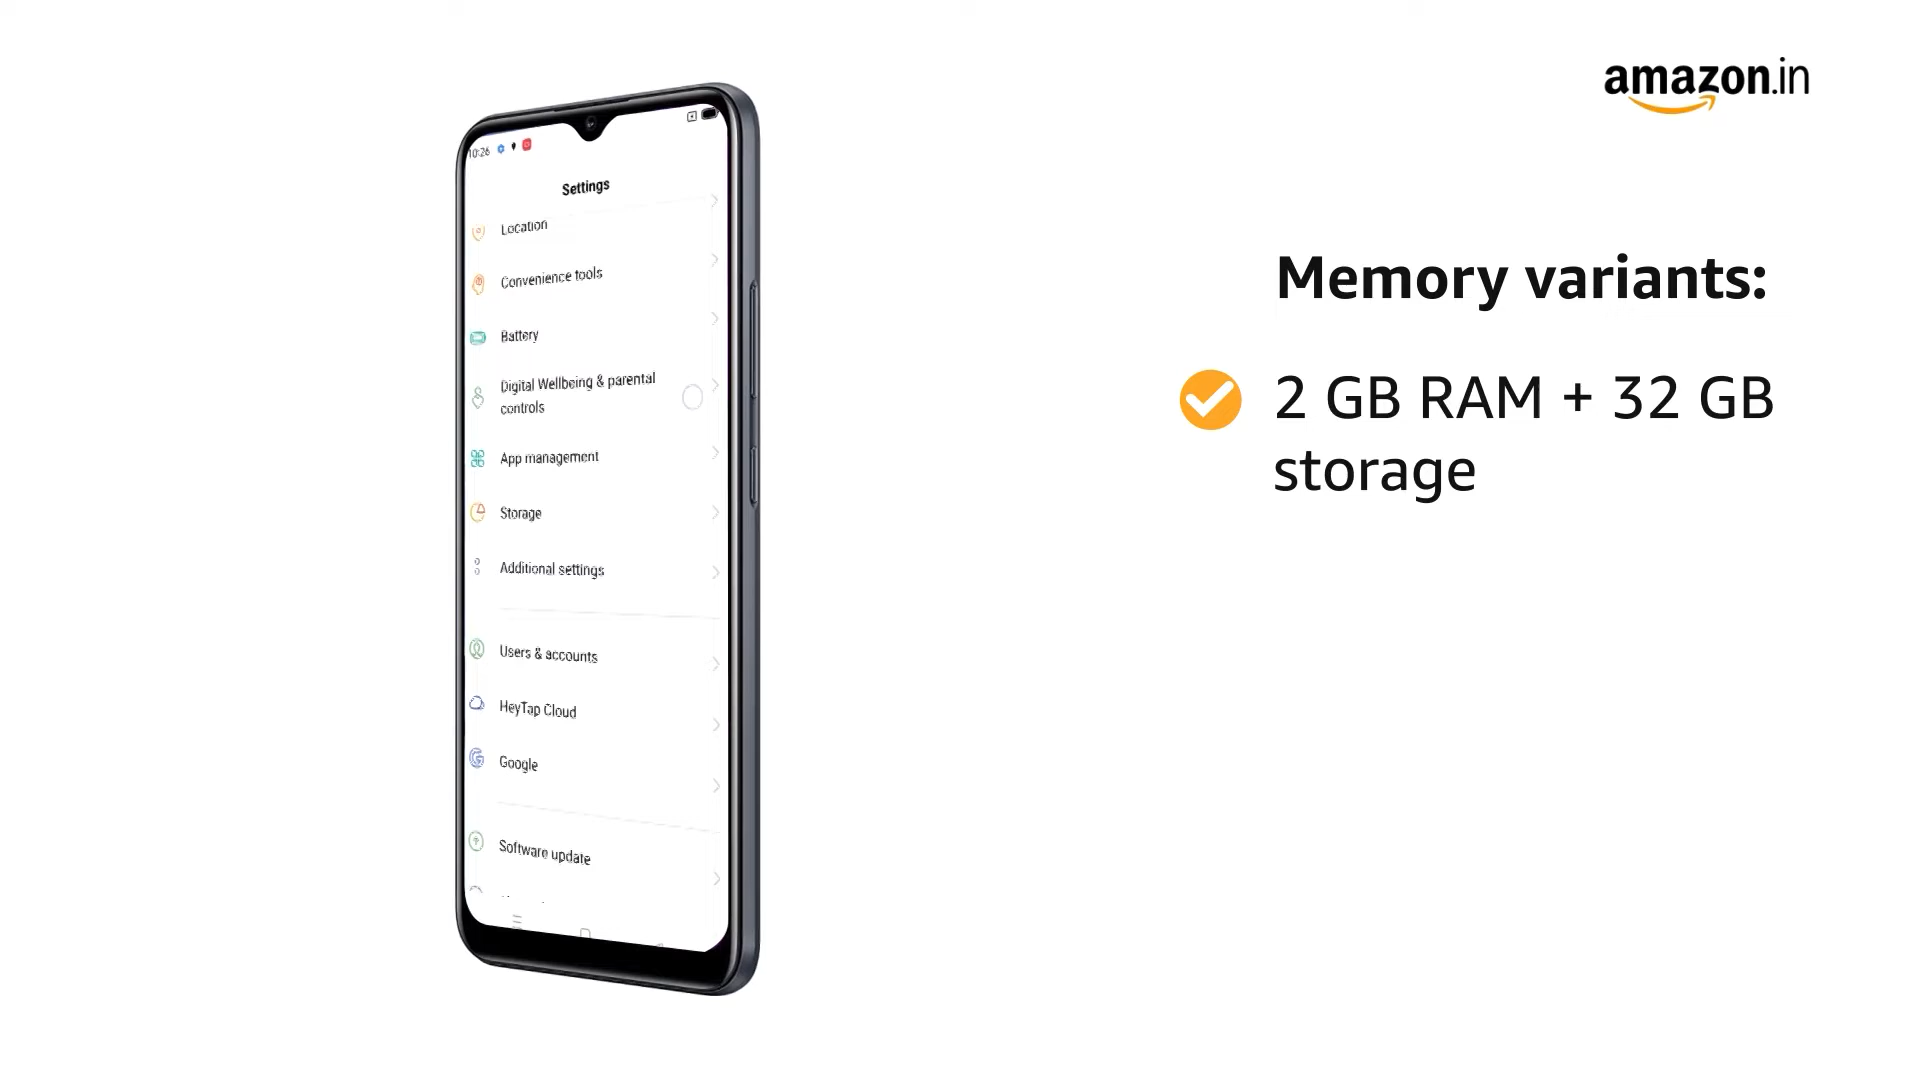 amazon.in
10:26
Settings
Location
Convenience tools
Battery
Digital Wellbeing & parental
controls
App management
Storage
Additional settings
Users & accounts
HeyTap Cloud
Google
Software update
Memory variants:
2 GB RAM + 32 GB
storage